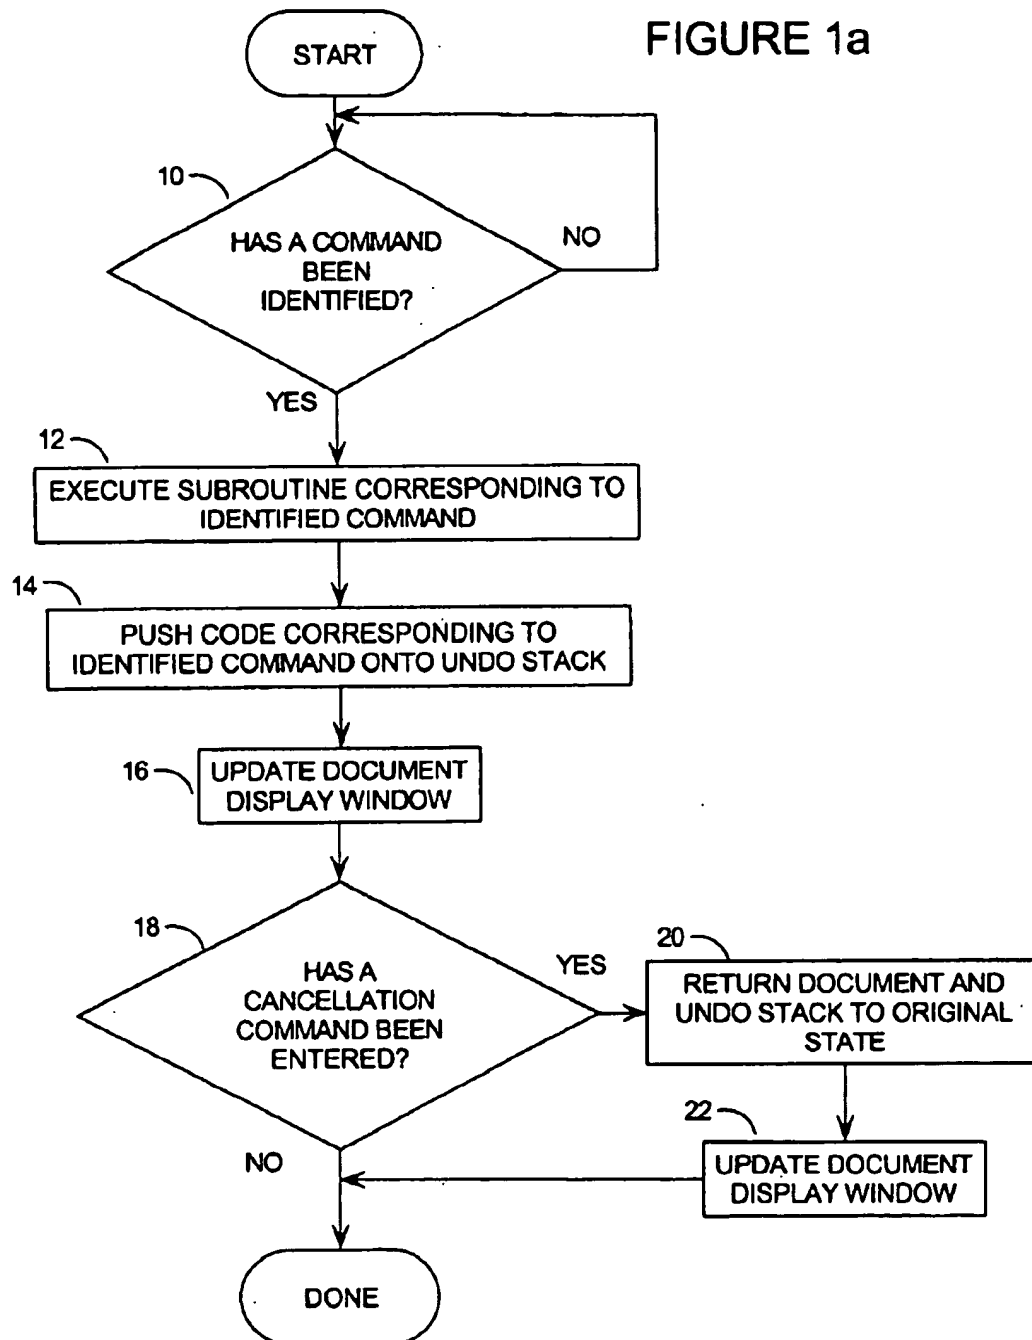 FIGURE 1a
START
10
HAS A COMMAND
BEEN
IDENTIFIED?
NO
YES
12
EXECUTE SUBROUTINE CORRESPONDING TO
IDENTIFIED COMMAND
14
PUSH CODE CORRESPONDING TO
IDENTIFIED COMMAND ONTO UNDO STACK
16
UPDATE DOCUMENT
DISPLAY WINDOW
18
HAS A
CANCELLATION
COMMAND BEEN
ENTERED?
YES
20
RETURN DOCUMENT AND
UNDO STACK TO ORIGINAL
STATE
22
UPDATE DOCUMENT
DISPLAY WINDOW
NO
DONE